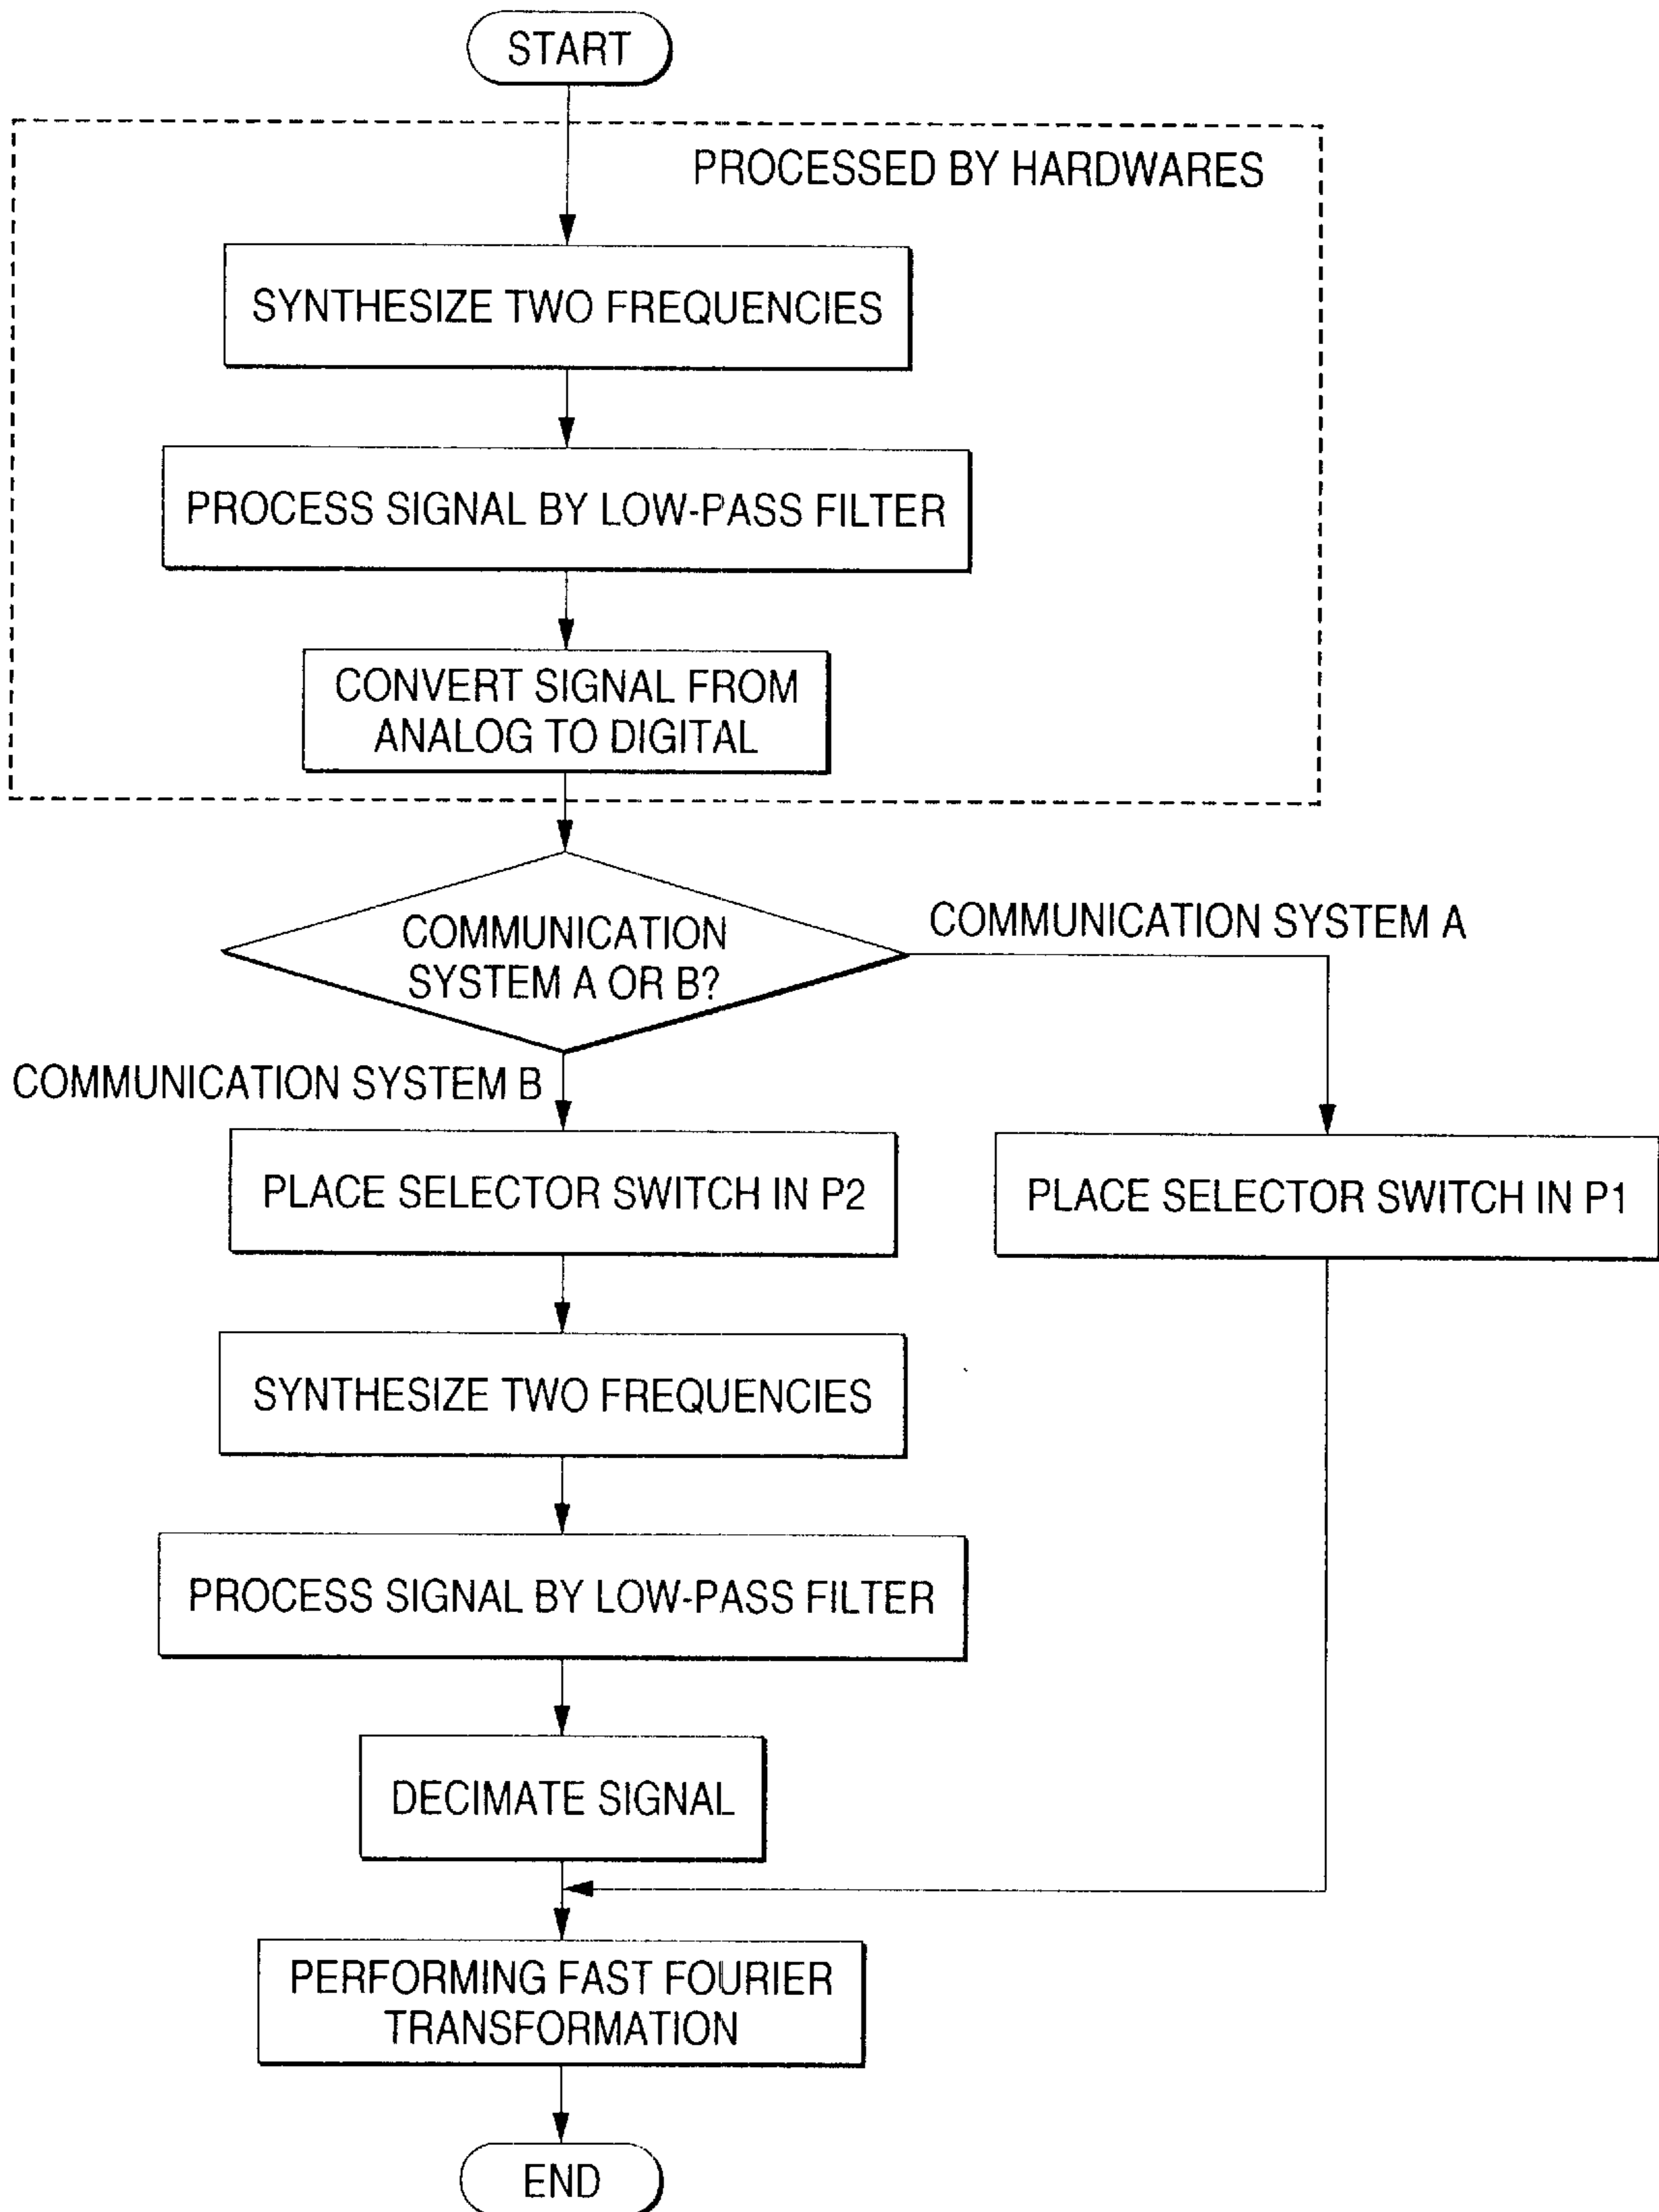 START
PROCESSED BY HARDWARES
SYNTHESIZE TWO FREQUENCIES
PROCESS SIGNAL BY LOW-PASS FILTER
CONVERT SIGNAL FROM
ANALOG TO DIGITAL
COMMUNICATION
SYSTEM A OR B?
COMMUNICATION SYSTEM A
COMMUNICATION SYSTEM B
PLACE SELECTOR SWITCH IN P2
PLACE SELECTOR SWITCH IN P1
SYNTHESIZE TWO FREQUENCIES
PROCESS SIGNAL BY LOW-PASS FILTER
DECIMATE SIGNAL
PERFORMING FAST FOURIER
TRANSFORMATION
END